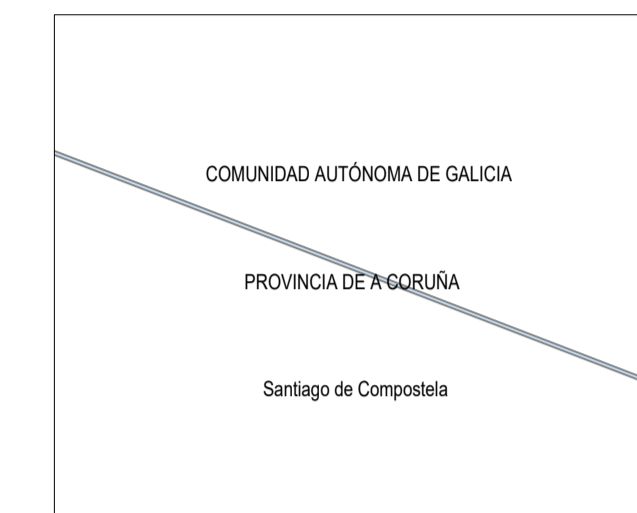 COMUNIDAD AUTÓNOMA DE GALICIA
PROVINCIA DE A CORUÑA
Santiago de Compostela